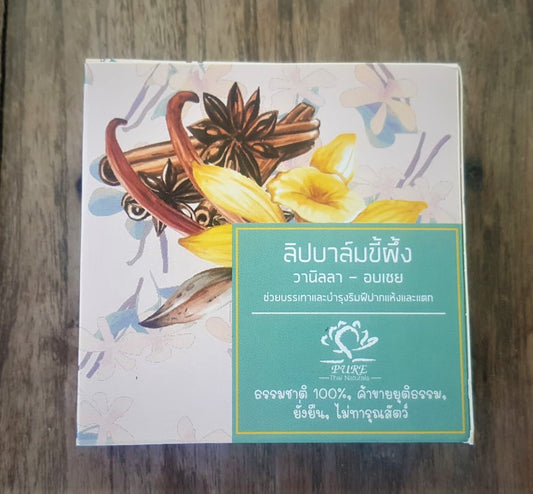 ลิปบาล์มขี้ผึ้ง
วานิลลา - อบเชย
ช่วยบรรเทาและบำรุงริมฝีปากแห้งและแตก
PURE
Thai Naturals
ธรรมชาติ 100%, ค้าขายยุติธรรม,
ยั่งยืน, ไม่ทารุณสัตว์